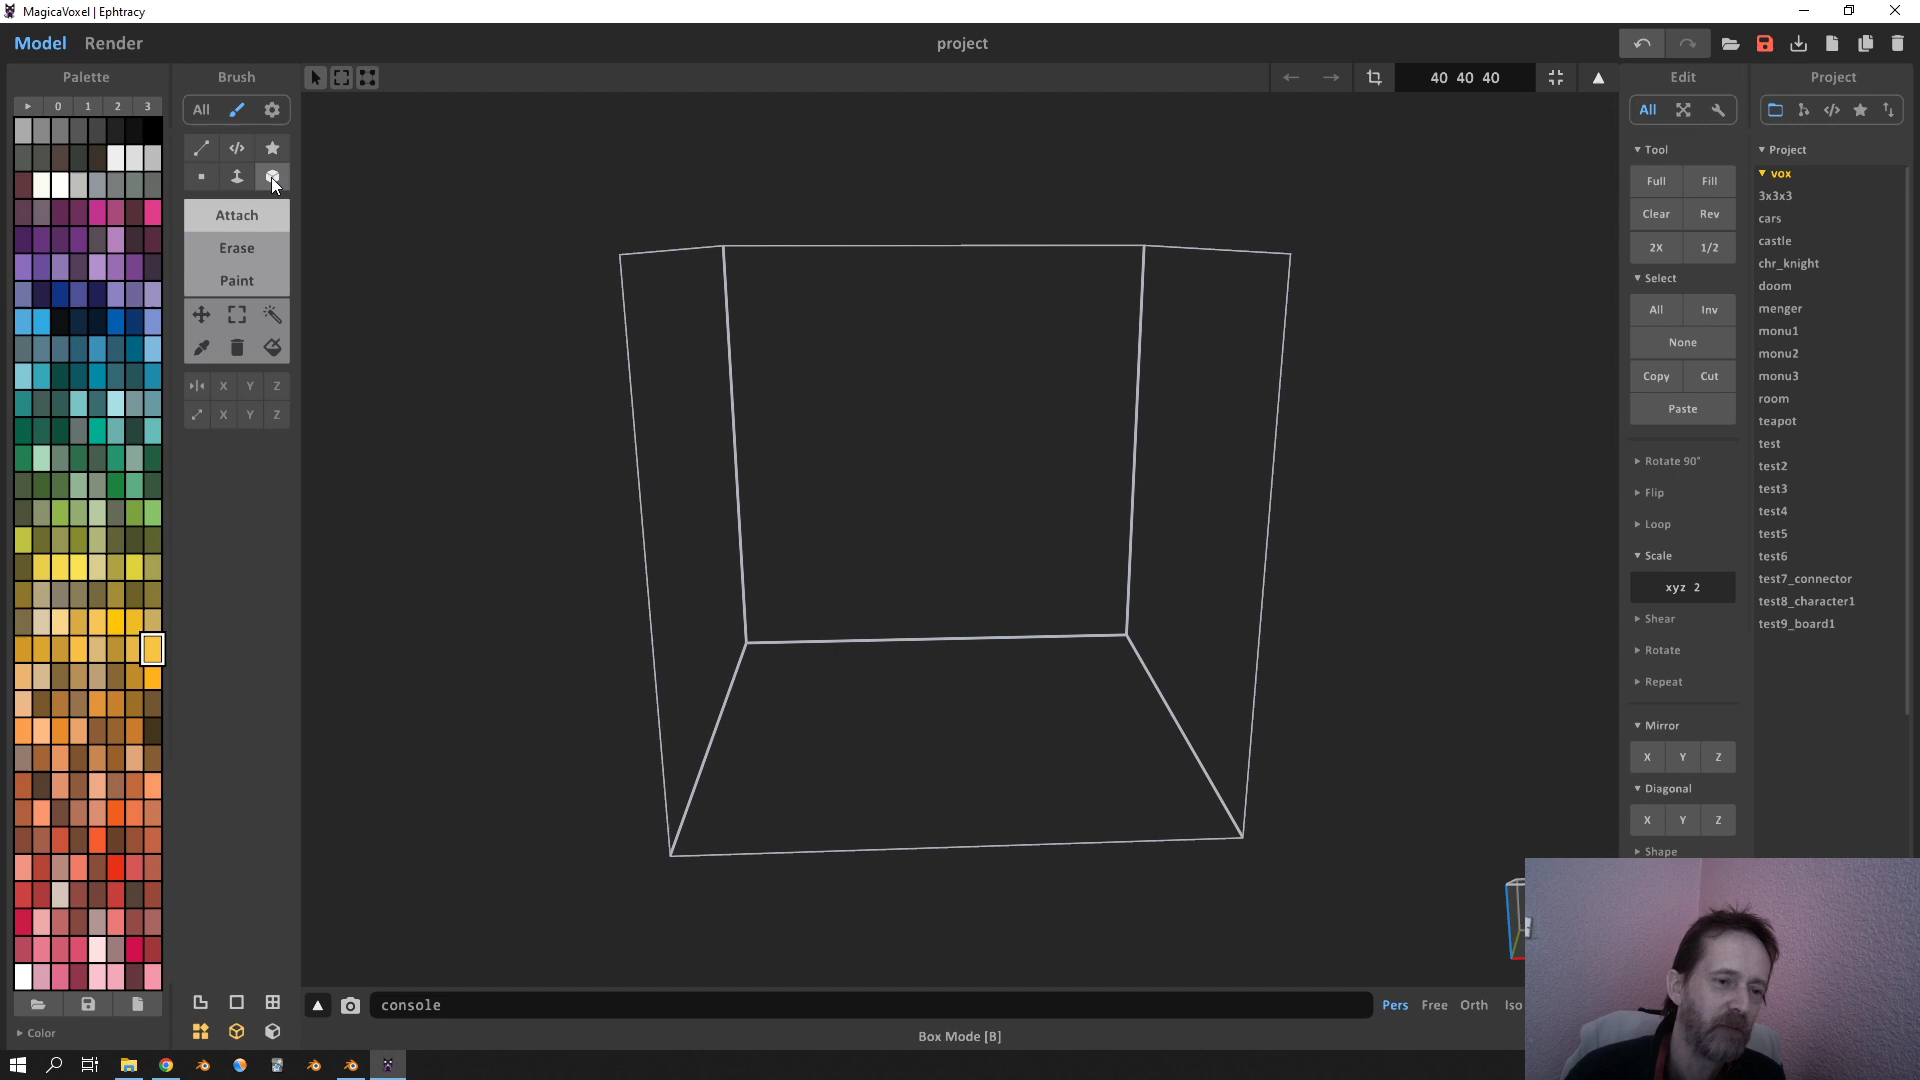 MagicaVoxel | Ephtracy
Model Render
project
Palette
Brush
40 40 40
Edit
Project
0 1 2 3
All
All
Tool
Project
Full Fill
vox
3x3x3
Clear Rev
cars
Attach
castle
Erase
2X 1/2
chr_knight
Select
Paint
doom
All Inv
menger
monu1
None
monu2
Copy Cut
monu3
X Y Z
room
Paste
X Y Z
teapot
test
Rotate 90°
test2
Flip
test3
test4
Loop
test5
Scale
test6
xyz 2
test7_connector
test8_character1
Shear
test9_board1
Rotate
Repeat
Mirror
X Y Z
Diagonal
X Y Z
Shape
console
Pers Free Orth Iso
Color
Box Mode [B]